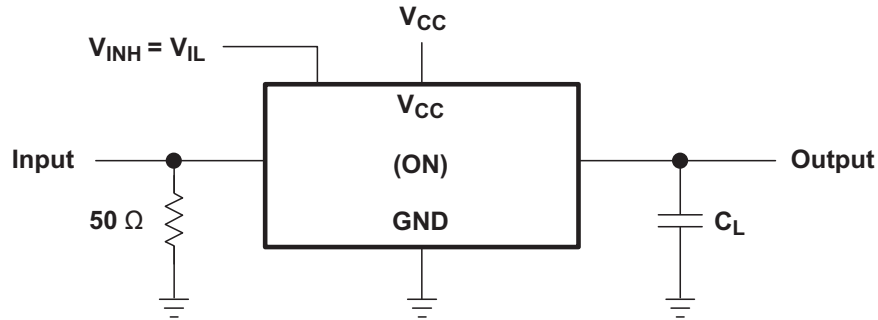 V_CC
V_INH = V_IL
V_CC
Input
(ON)
Output
50 Ω
GND
C_L